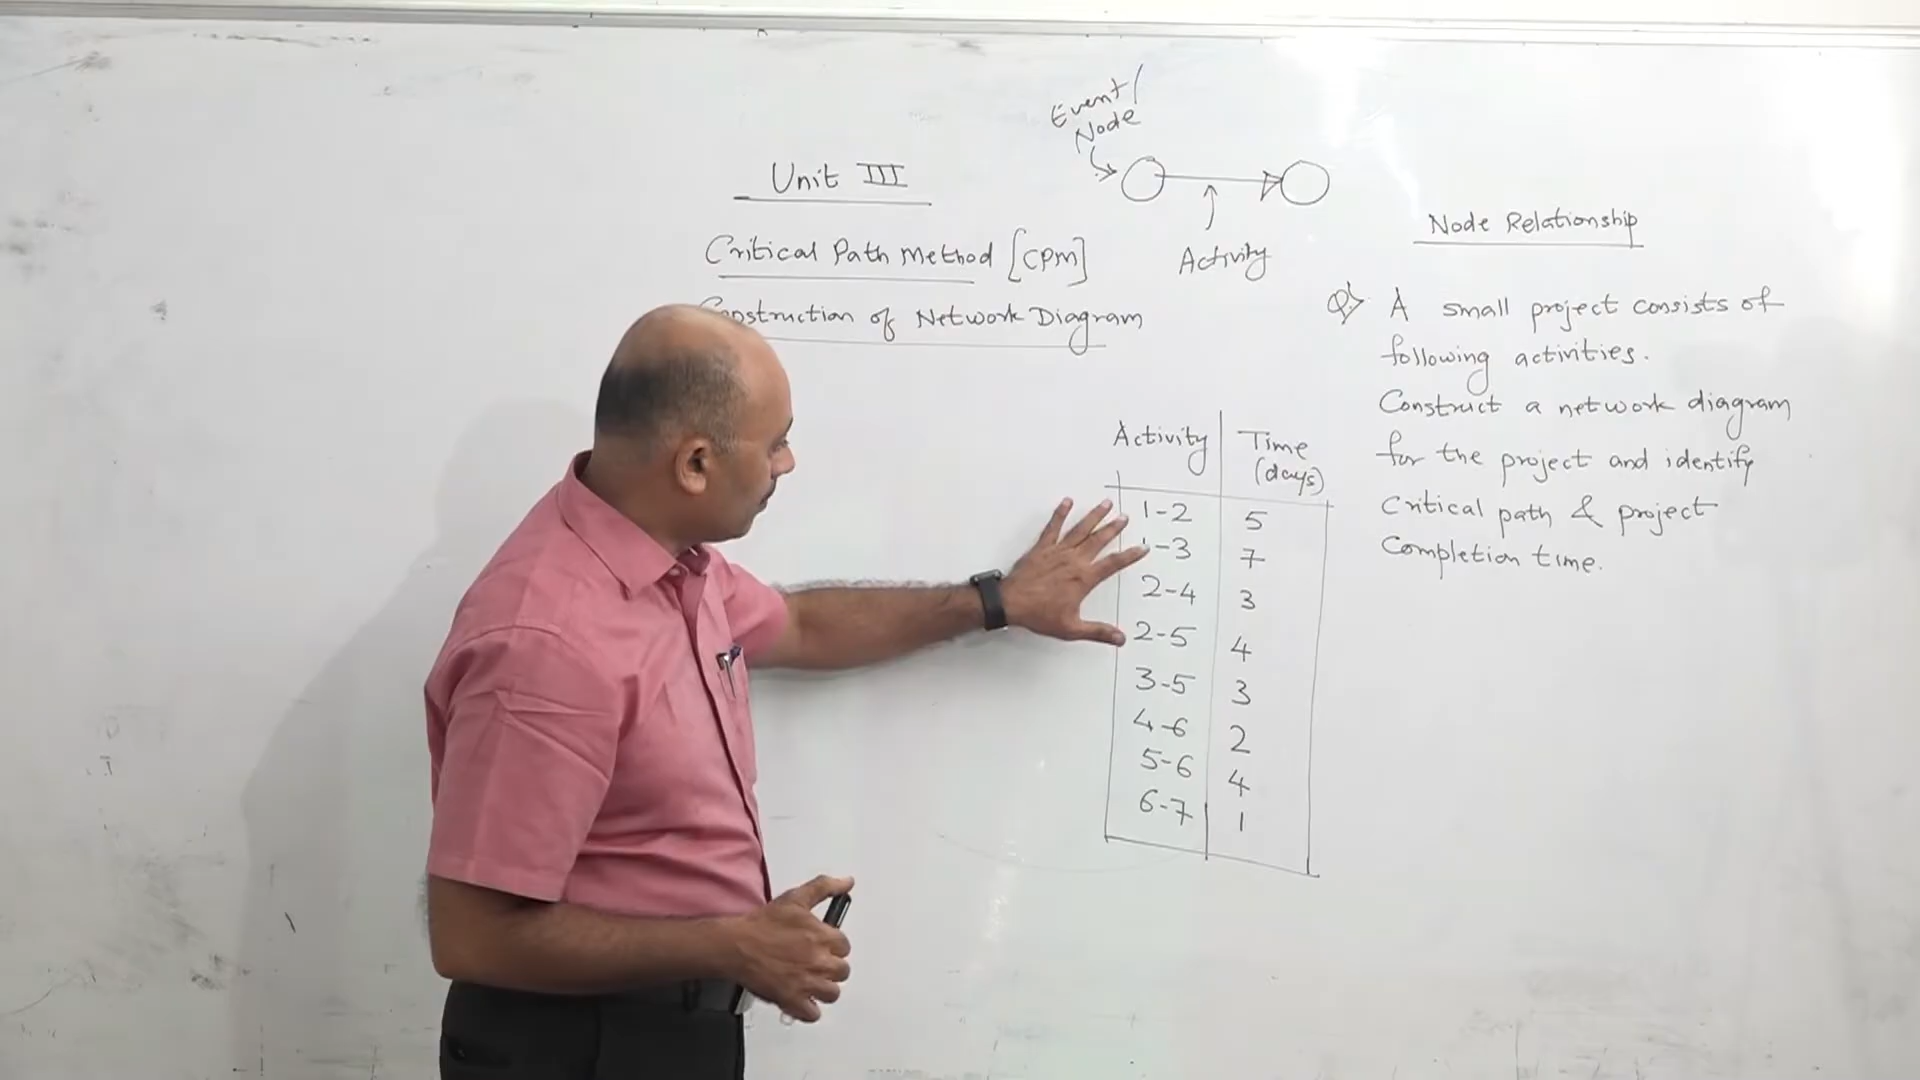 Event/
Node
Activity
Unit III
Critical Path Method [CPM]
of Network Diagram
Node Relationship
Q> A small project consists of
following activities.
Construct a network diagram
for the project and identify
Critical path & project
Completion time.
Activity Time (days)
1-2 5
-3 7
2-4 3
2-5 4
3-5 3
4-6 2
5-6 4
6-7 1